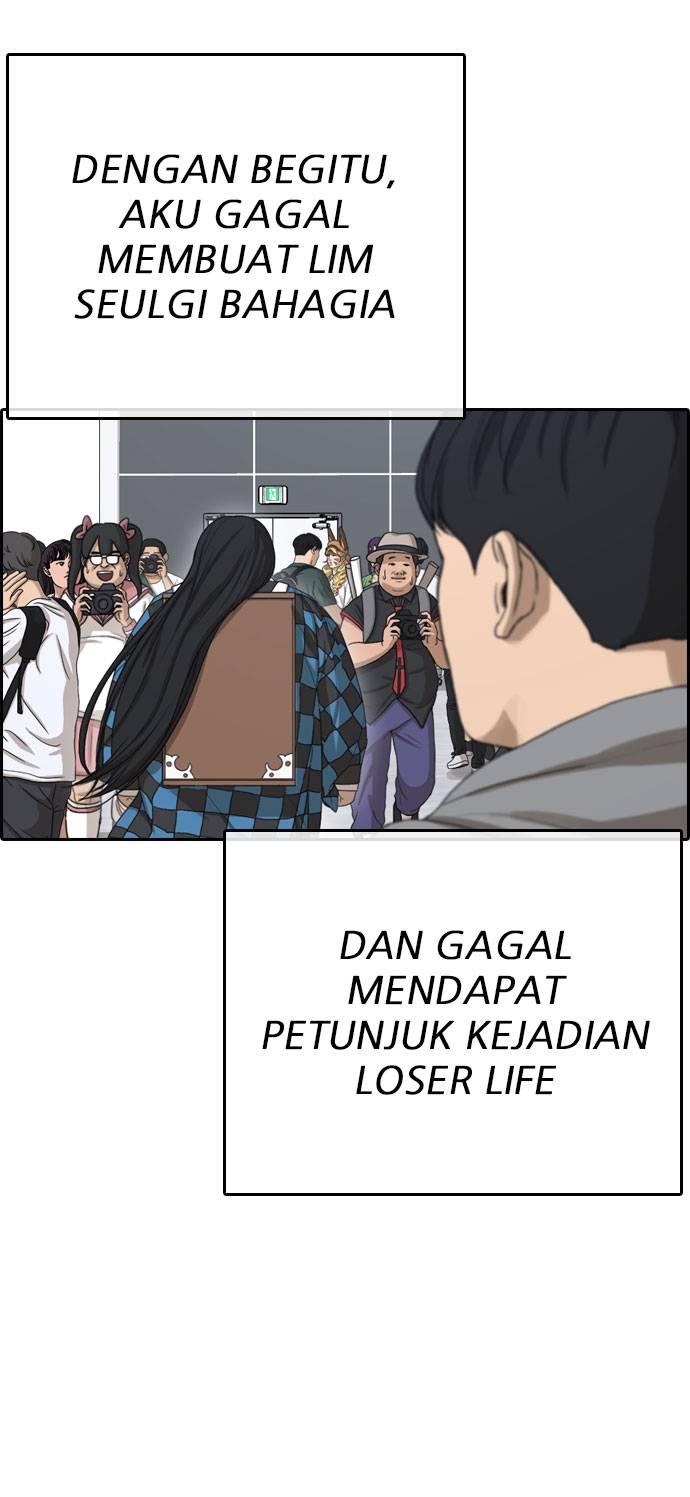 DENGAN BEGITU,
AKU GAGAL
MEMBUAT LIM
SEULGI BAHAGIA
DAN GAGAL
MENDAPAT
PETUNJUK KEJADIAN
LOSER LIFE